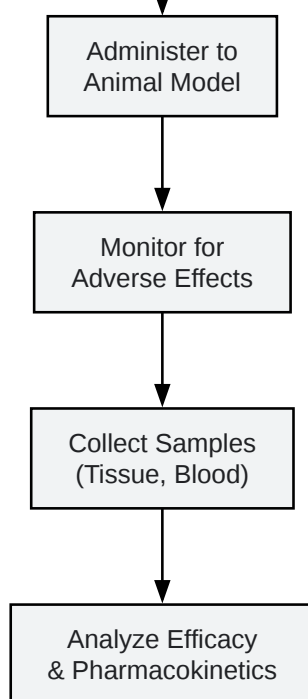 Administer to
Animal Model
Monitor for
Adverse Effects
Collect Samples
(Tissue, Blood)
Analyze Efficacy
& Pharmacokinetics